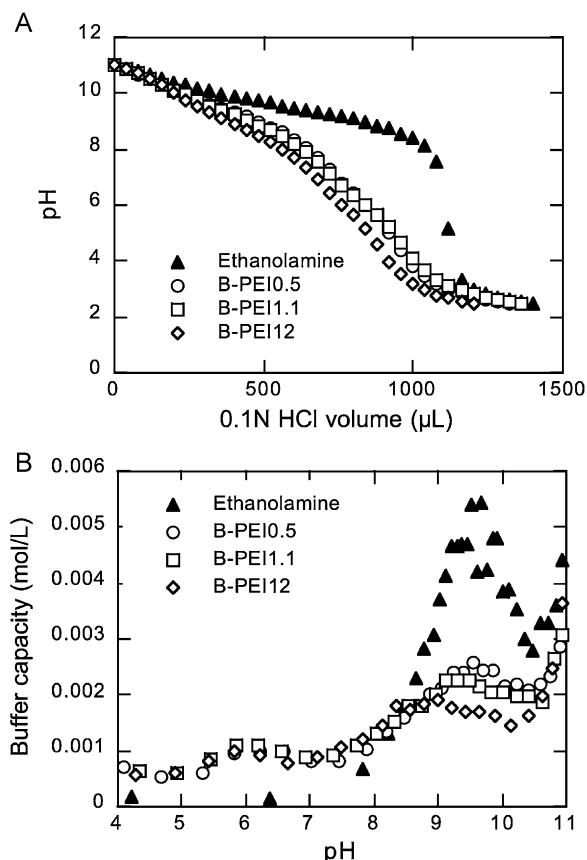 A
12
10
8
6
4
2
0
pH
Ethanolamine
B-PEI0.5
B-PEI1.1
B-PEI12
0 500 1000 1500
0.1N HCl volume (µL)
B
0.006
0.005
0.004
0.003
0.002
0.001
0
Buffer capacity (mol/L)
Ethanolamine
B-PEI0.5
B-PEI1.1
B-PEI12
4 5 6 7 8 9 10 11
pH